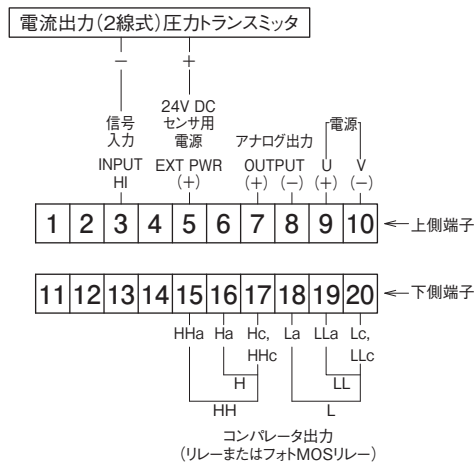 電流出力(2線式)圧力トランスミッタ
− +
信号
入力
24V DC
センサ用
電源
アナログ出力
電源
INPUT
HI
EXT PWR
(+)
OUTPUT
(+) (−)
U V
(+) (−)
1 2 3 4 5 6 7 8 9 10
上側端子
11 12 13 14 15 16 17 18 19 20
下側端子
HHa Ha Hc, La LLa Lc,
HHc LLc
H LL
HH L
コンパレータ出力
(リレーまたはフォトMOSリレー)